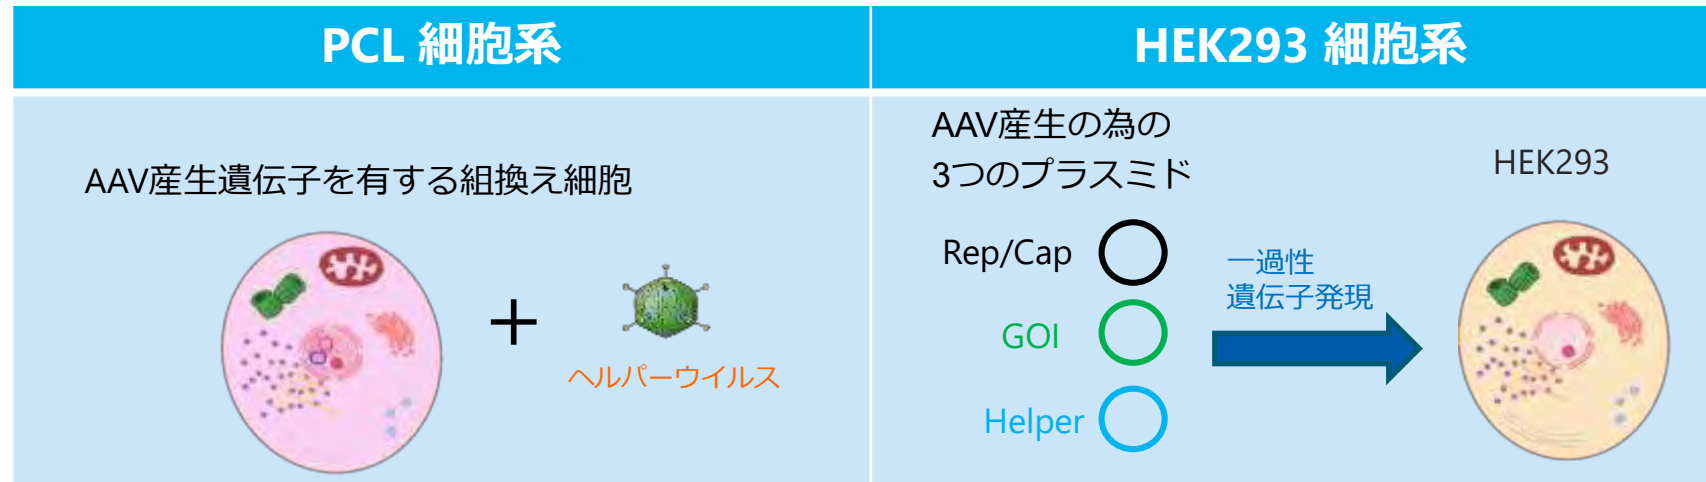 PCL 細胞系
HEK293 細胞系
AAV産生遺伝子を有する組換え細胞
+
ヘルパーウイルス
AAV産生の為の
3つのプラスミド
Rep/Cap
GOI
Helper
一過性
遺伝子発現
HEK293